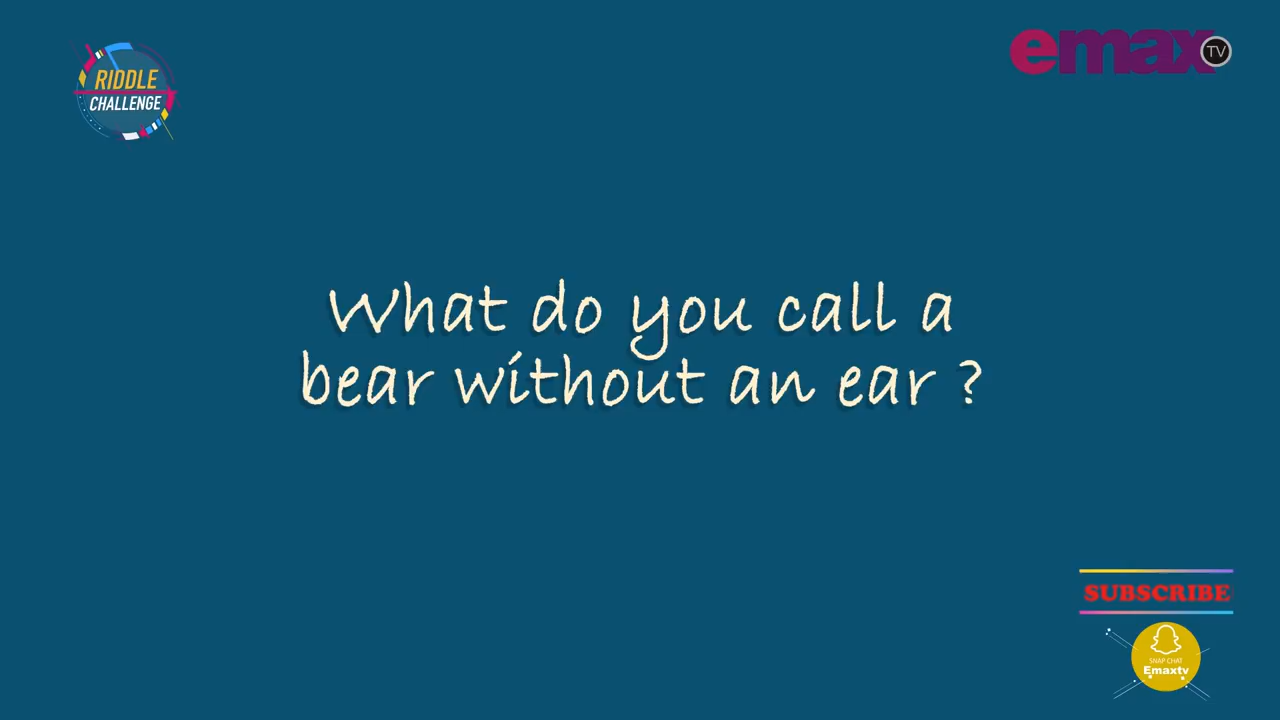 RIDDLE
CHALLENGE
emax TV
What do you call a
bear without an ear ?
SUBSCRIBE
SNAP CHAT
Emaxtv